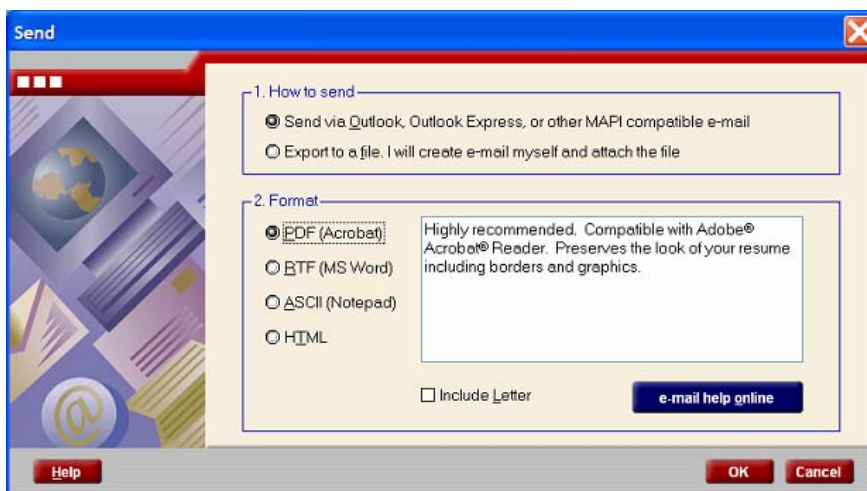 Send
1. How to send
Send via Outlook, Outlook Express, or other MAPI compatible e-mail
Export to a file. I will create e-mail myself and attach the file
2. Format
PDF (Acrobat)
RTF (MS Word)
ASCII (Notepad)
HTML
Highly recommended. Compatible with Adobe®
Acrobat® Reader. Preserves the look of your resume
including borders and graphics.
Include Letter
e-mail help online
Help
OK
Cancel